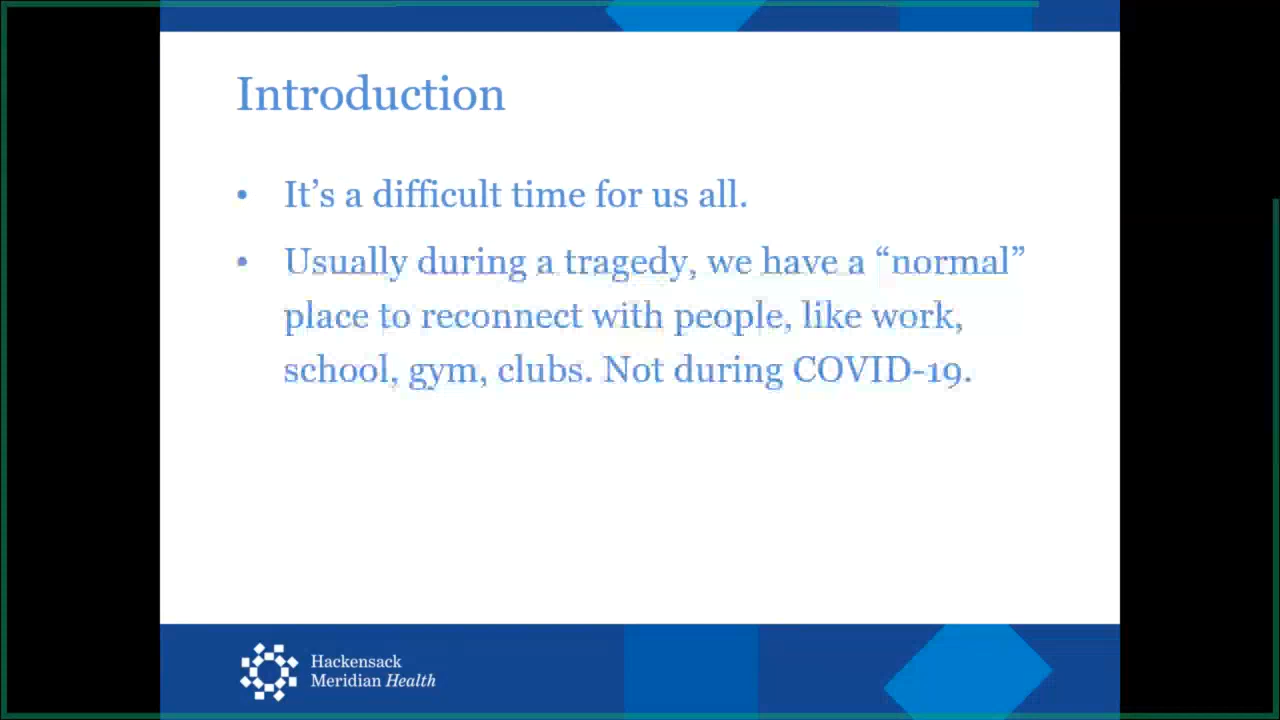 Introduction
• It’s a difficult time for us all.
• Usually during a tragedy, we have a “normal”
place to reconnect with people, like work,
school, gym, clubs. Not during COVID-19.
Hackensack
Meridian Health